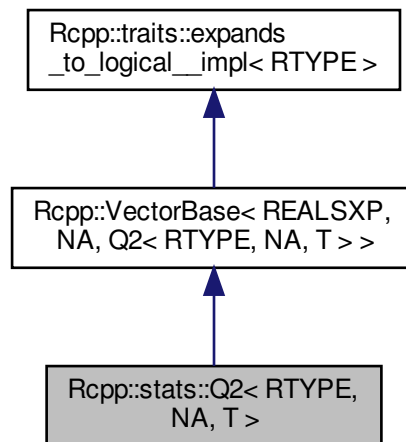 Rcpp::traits::expands
_to_logical__impl< RTYPE >
Rcpp::VectorBase< REALSXP,
NA, Q2< RTYPE, NA, T > >
Rcpp::stats::Q2< RTYPE,
NA, T >